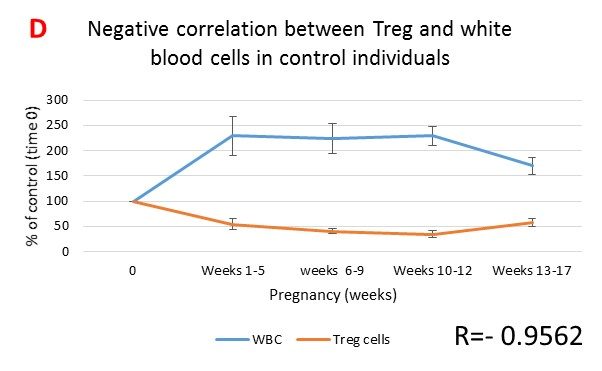 D
Negative correlation between Treg and white
blood cells in control individuals
% of control (time 0)
300
250
200
150
100
50
0
0
Weeks 1-5
weeks 6-9
Weeks 10-12
Weeks 13-17
Pregnancy (weeks)
WBC
Treg cells
R=- 0.9562